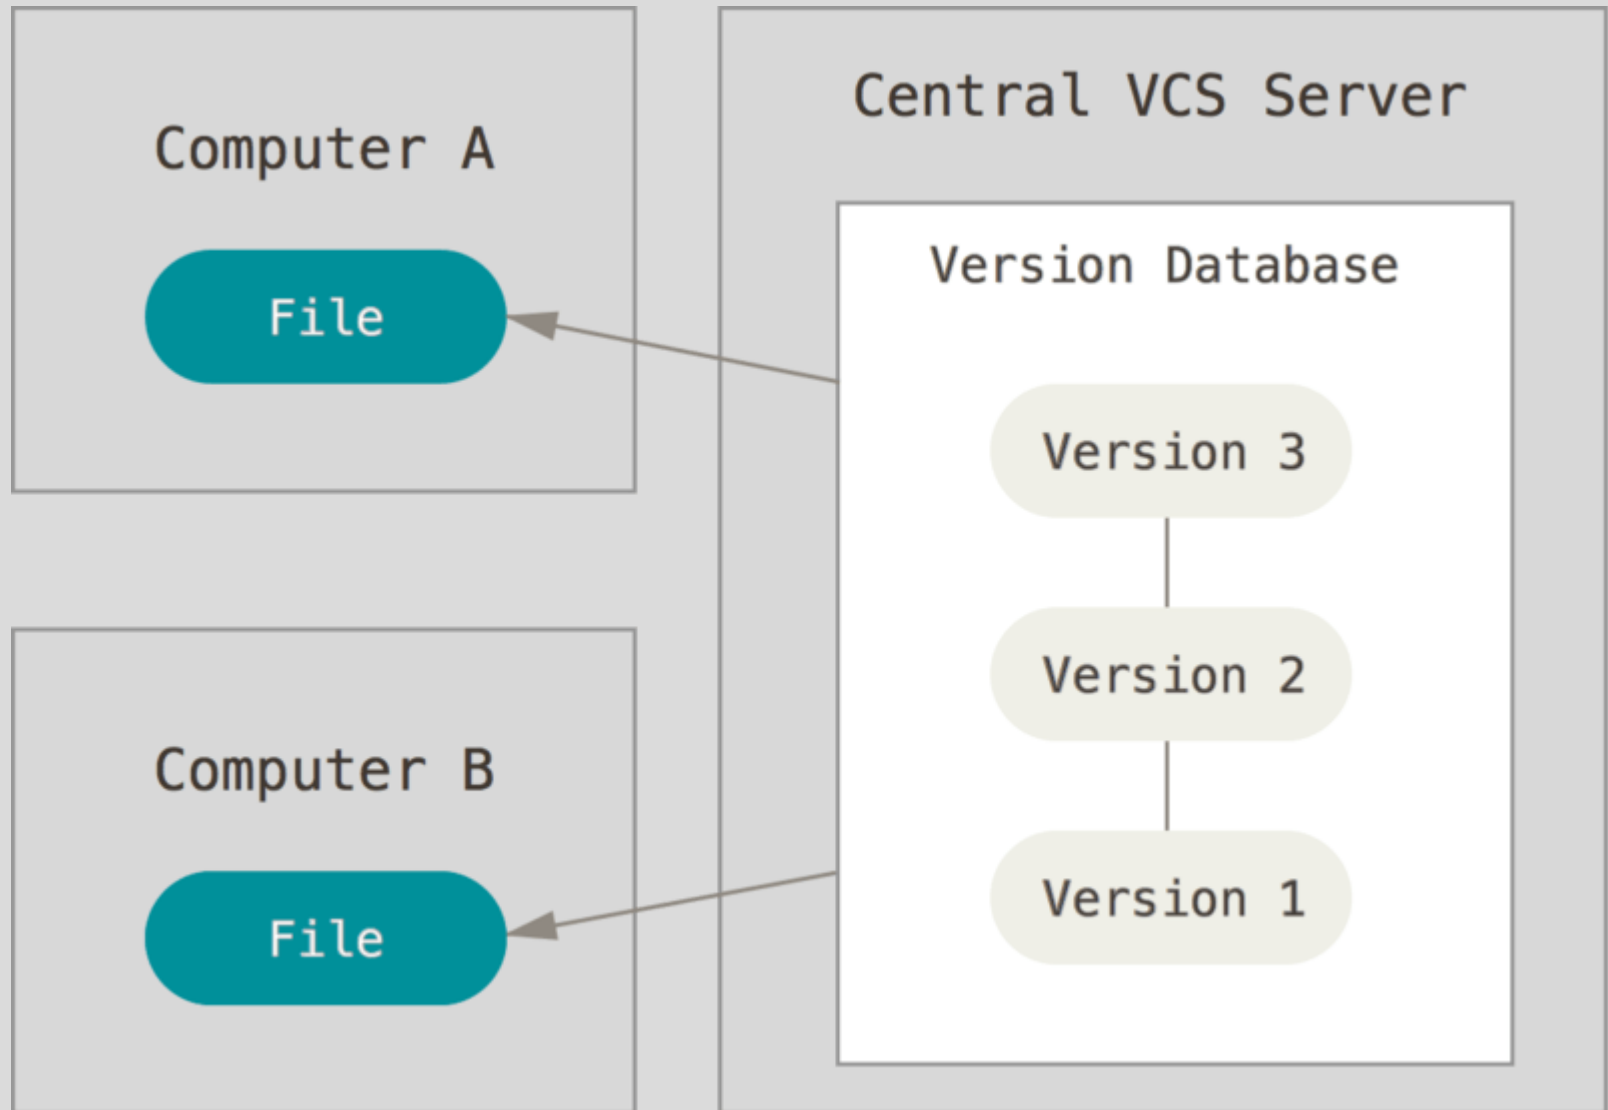 Computer A
File
Computer B
File
Central VCS Server
Version Database
Version 3
Version 2
Version 1